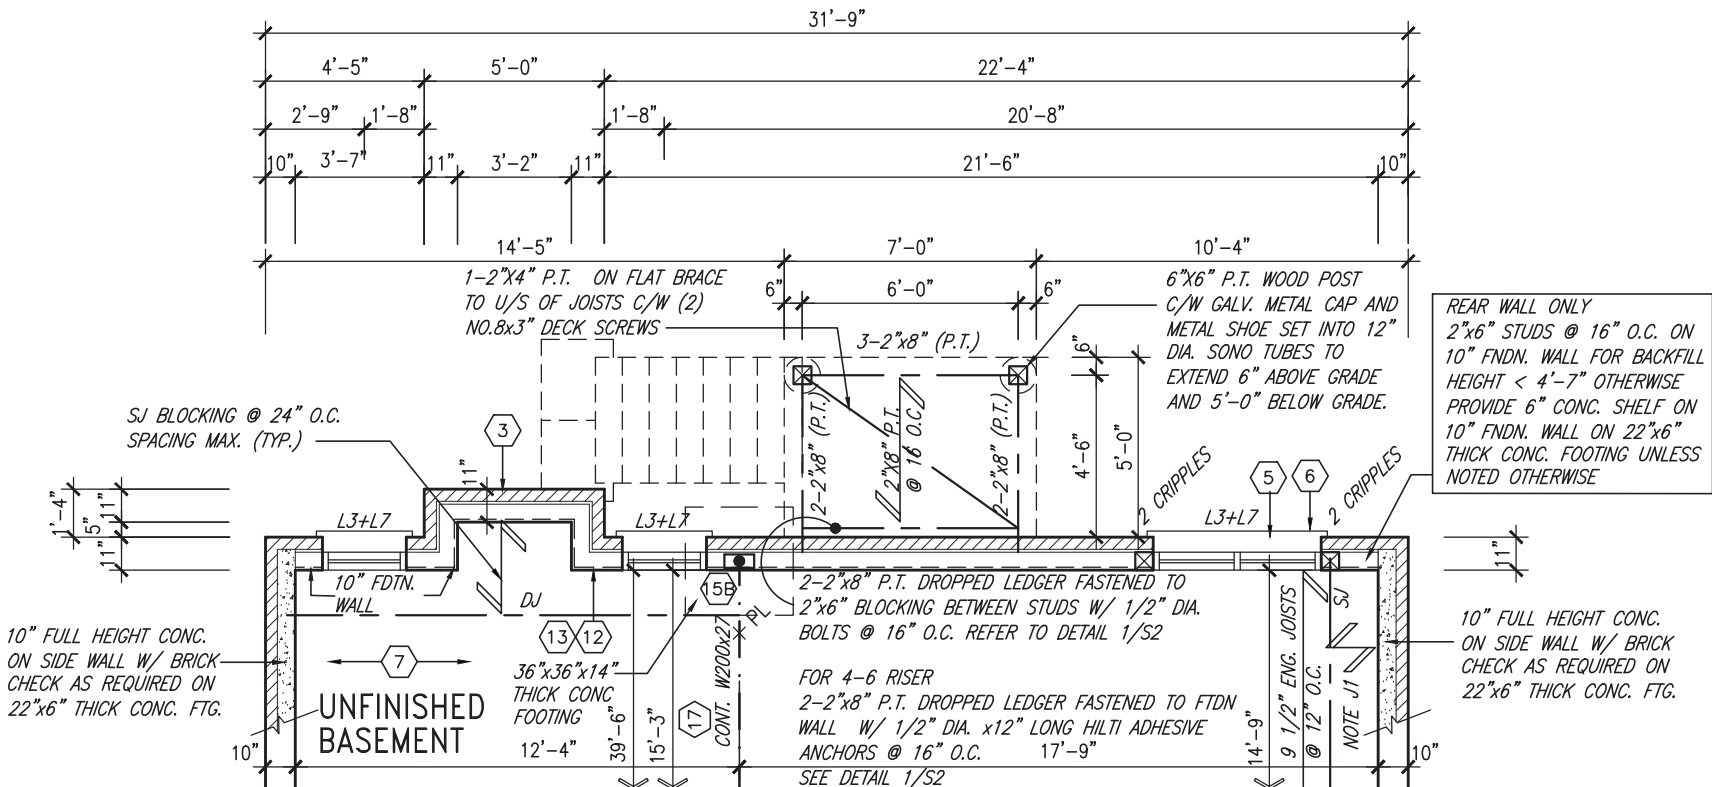 31'-9"
4'-5" 5'-0" 22'-4"
2'-9" 1'-8" 1'-8" 20'-8"
10" 3'-7" 11" 3'-2" 11" 21'-6" 10"
14'-5" 7'-0" 10'-4"
6" 6'-0" 6"
1-2"X4" P.T. ON FLAT BRACE
TO U/S OF JOISTS C/W (2)
NO.8x3" DECK SCREWS
3-2"x8" (P.T.)
6"X6" P.T. WOOD POST
C/W GALV. METAL CAP AND
METAL SHOE SET INTO 12"
DIA. SONO TUBES TO
EXTEND 6" ABOVE GRADE
AND 5'-0" BELOW GRADE.
REAR WALL ONLY
2"x6" STUDS @ 16" O.C. ON
10" FNDN. WALL FOR BACKFILL
HEIGHT < 4'-7" OTHERWISE
PROVIDE 6" CONC. SHELF ON
10" FNDN. WALL ON 22"x6"
THICK CONC. FOOTING UNLESS
NOTED OTHERWISE
SJ BLOCKING @ 24" O.C.
SPACING MAX. (TYP.)
3
2-2"x8" (P.T.)
2"X8" P.T.
@ 16 O.C.
2-2"x8" (P.T.)
6"
4'-6"
5'-0"
2 CRIPPLES
5
6
2 CRIPPLES
1'-4"
11"
5"
11"
11"
L3+L7
L3+L7
L3+L7
11"
10" FDTN.
WALL
DJ
15B
PL
13
12
7
36"x36"x14"
THICK CONC
FOOTING
17
CONT. W200x27
2-2"x8" P.T. DROPPED LEDGER FASTENED TO
2"x6" BLOCKING BETWEEN STUDS W/ 1/2" DIA.
BOLTS @ 16" O.C. REFER TO DETAIL 1/S2
FOR 4-6 RISER
2-2"x8" P.T. DROPPED LEDGER FASTENED TO FTDN
WALL W/ 1/2" DIA. x12" LONG HILTI ADHESIVE
ANCHORS @ 16" O.C.
SEE DETAIL 1/S2
9 1/2" ENG. JOISTS
@ 12" O.C.
SJ
NOTE J1
10" FULL HEIGHT CONC.
ON SIDE WALL W/ BRICK
CHECK AS REQUIRED ON
22"x6" THICK CONC. FTG.
10" FULL HEIGHT CONC.
ON SIDE WALL W/ BRICK
CHECK AS REQUIRED ON
22"x6" THICK CONC. FTG.
UNFINISHED
BASEMENT
10" 12'-4" 17'-9" 10"
39'-6"
15'-3"
14'-9"